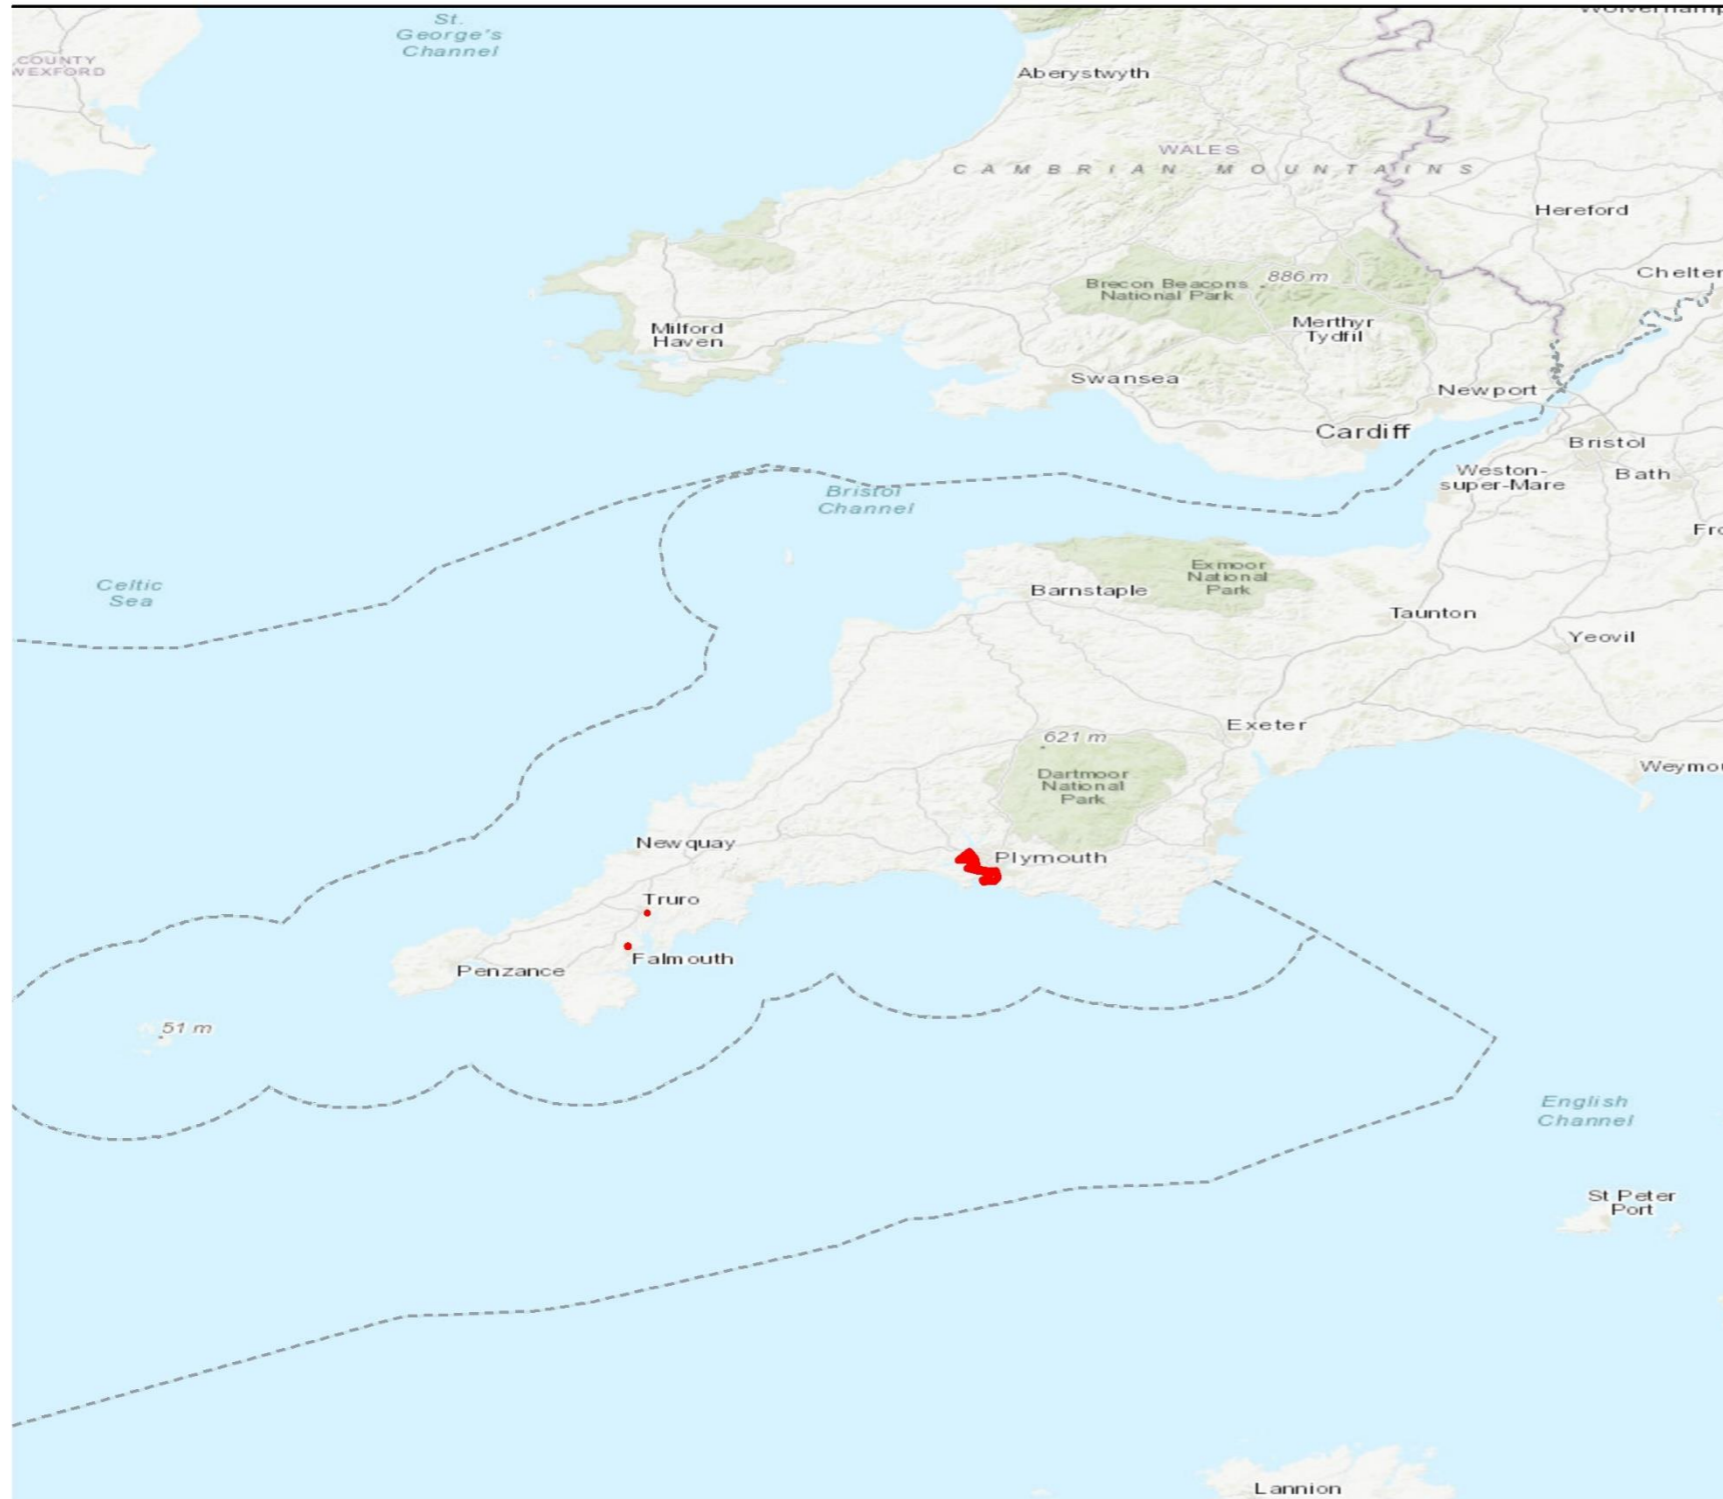 St.
George's
Channel
COUNTY
WEXFORD
Aberystwyth
WALES
CAMBRIAN MOUNTAINS
Hereford
Chelten
886 m
Brecon Beacons
National Park
Merthyr
Tydfil
Milford
Haven
Swansea
Newport
Cardiff
Bristol
Weston-
super-Mare
Bath
Bristol
Channel
Fro
Exmoor
National
Park
Celtic
Sea
Barnstaple
Taunton
Yeovil
Exeter
621 m
Dartmoor
National
Park
Weymou
Newquay
Plymouth
Truro
Falmouth
Penzance
51 m
English
Channel
St Peter
Port
Lannion